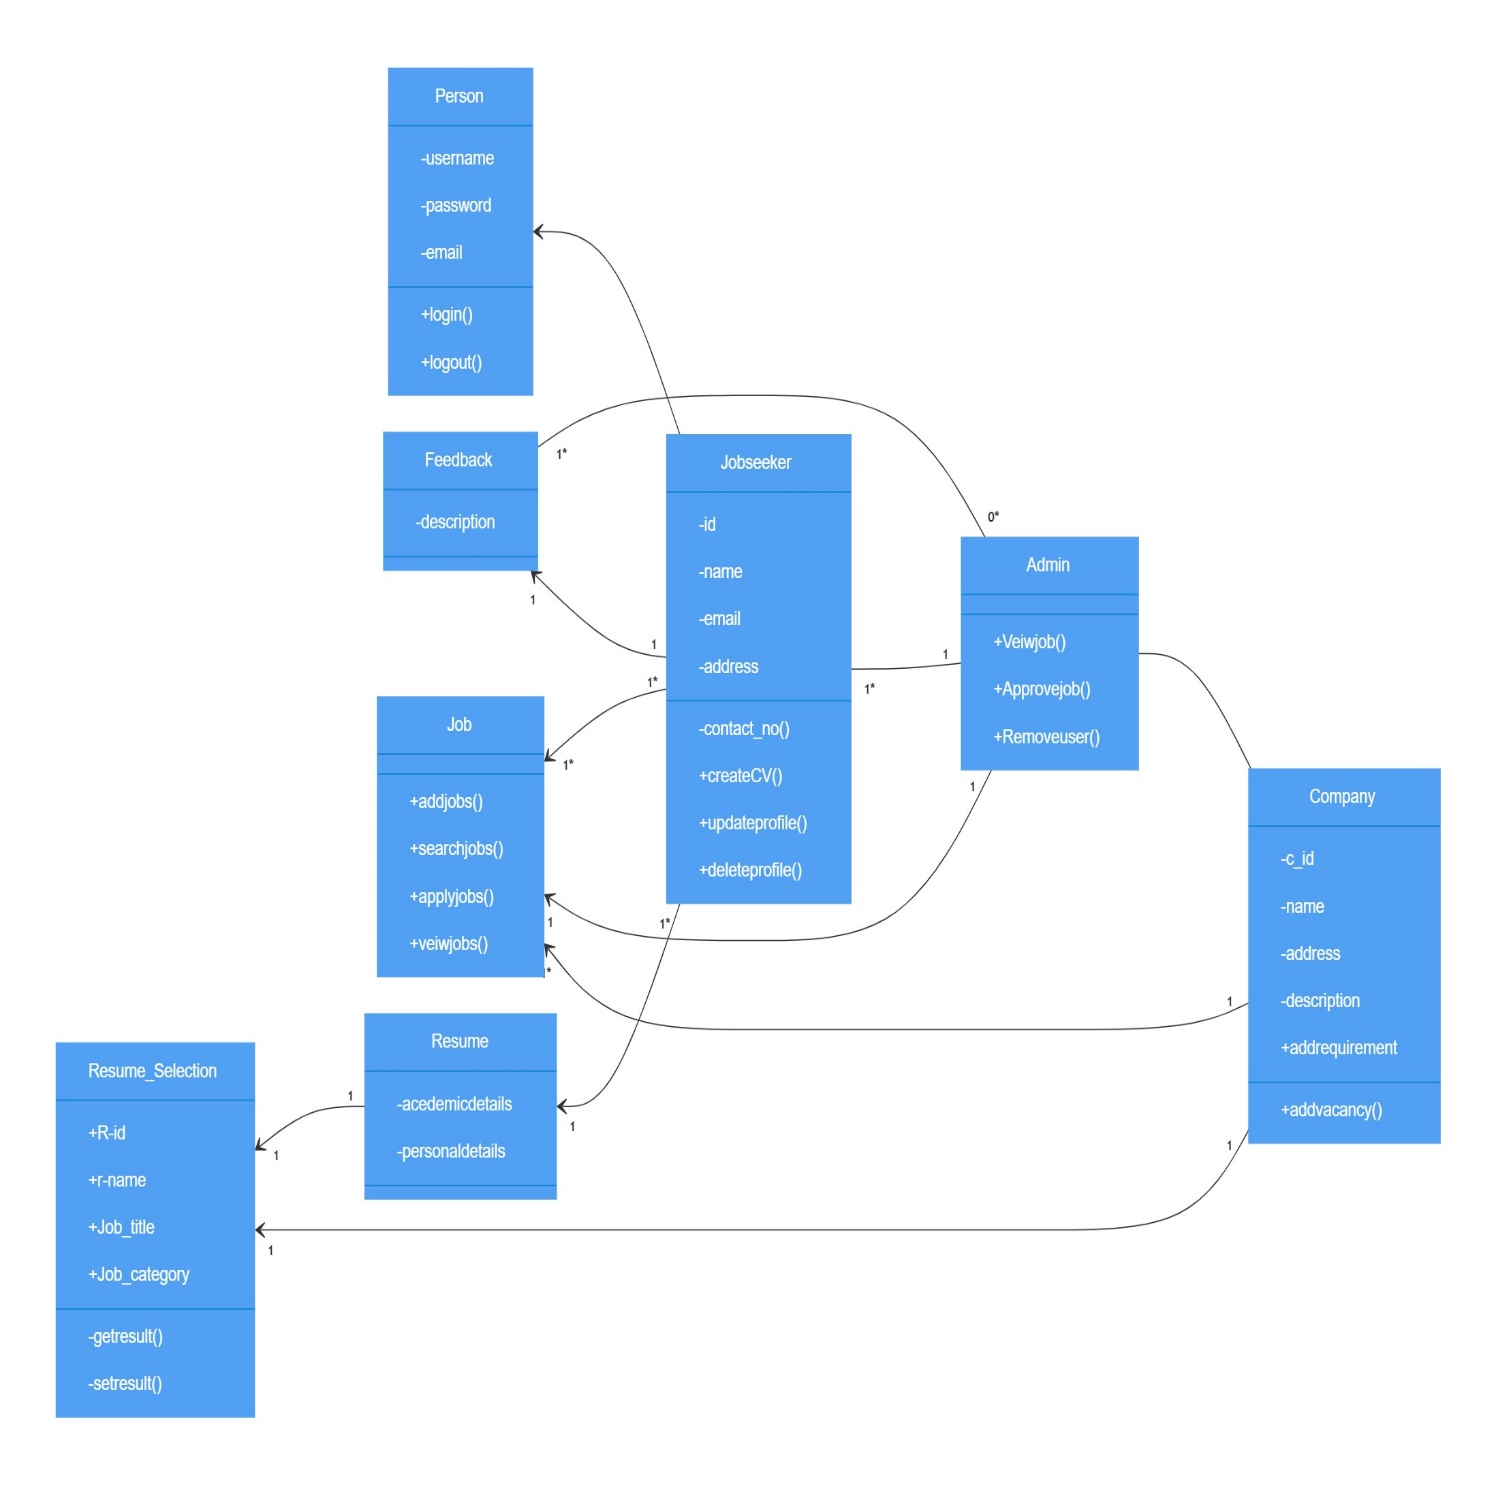 Person
-username
-password
-email
+login()
+logout()
Feedback
-description
1*
0*
1
1
Jobseeker
-id
-name
-email
-address
-contact_no()
+createCV()
+updateprofile()
+deleteprofile()
1*
1*
1*
1
Admin
+Veiwjob()
+Approvejob()
+Removeuser()
1
Job
+addjobs()
+searchjobs()
+applyjobs()
+veiwjobs()
1
1*
1*
Company
-c_id
-name
-address
-description
+addrequirement
+addvacancy()
1
1
Resume
-acedemicdetails
-personaldetails
1
1
1
Resume_Selection
+R-id
+r-name
+Job_title
+Job_category
-getresult()
-setresult()
1